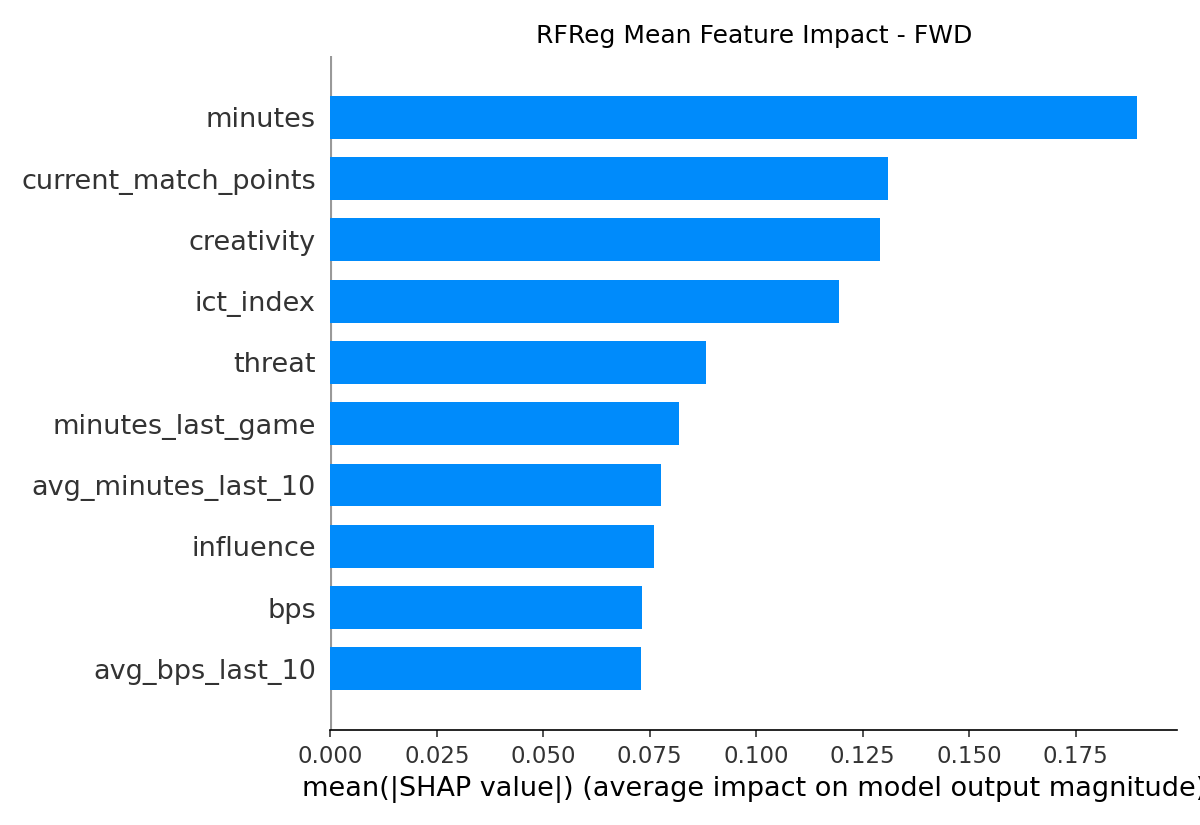 RFReg Mean Feature Impact - FWD
minutes
current_match_points
creativity
ict_index
threat
minutes_last_game
avg_minutes_last_10
influence
bps
avg_bps_last_10
0.000 0.025 0.050 0.075 0.100 0.125 0.150 0.175
mean(|SHAP value|) (average impact on model output magnitude)